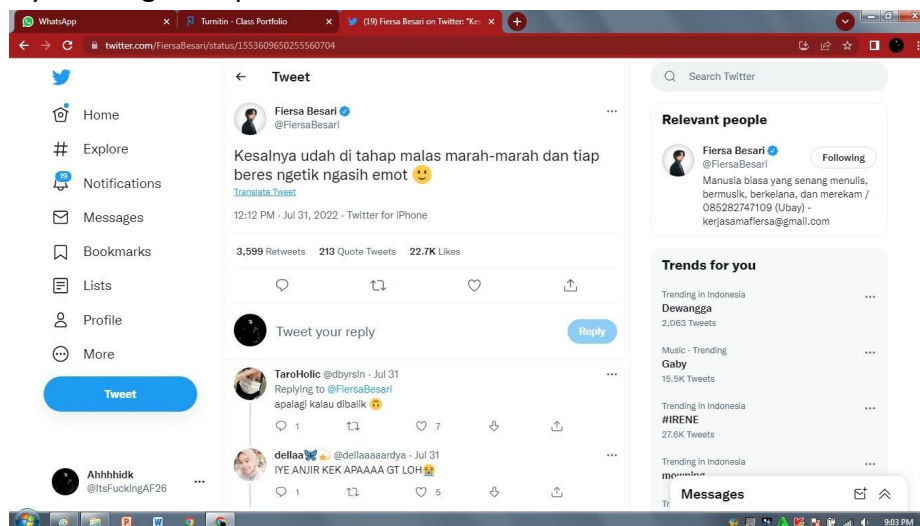 WhatsApp
Turnitin - Class Portfolio
(19) Fiersa Besari on Twitter: "Kes
twitter.com/FiersaBesari/status/1553609650255560704
Home
Explore
19
Notifications
Messages
Bookmarks
Lists
Profile
More
Tweet
Ahhhhidk
@ItsFuckingAF26
Tweet
Fiersa Besari
@FiersaBesari
Kesalnya udah di tahap malas marah-marah dan tiap
beres ngetik ngasih emot 🙂
Translate Tweet
12:12 PM · Jul 31, 2022 · Twitter for iPhone
3,599 Retweets 213 Quote Tweets 22.7K Likes
Tweet your reply
Reply
TaroHolic @dbyrsln · Jul 31
Replying to @FiersaBesari
apalagi kalau dibalik 🙃
1 7
dellaa🦋💫 @dellaaaaardya · Jul 31
IYE ANJIR KEK APAAAA GT LOH😭
1 5
Search Twitter
Relevant people
Fiersa Besari
@FiersaBesari
Following
Manusia biasa yang senang menulis,
bermusik, berkelana, dan merekam /
085282747109 (Ubay) -
kerjasamafiersa@gmail.com
Trends for you
Trending in Indonesia
Dewangga
2,063 Tweets
Music · Trending
Gaby
15.5K Tweets
Trending in Indonesia
#IRENE
27.6K Tweets
Trending in Indonesia
Messages
9:03 PM